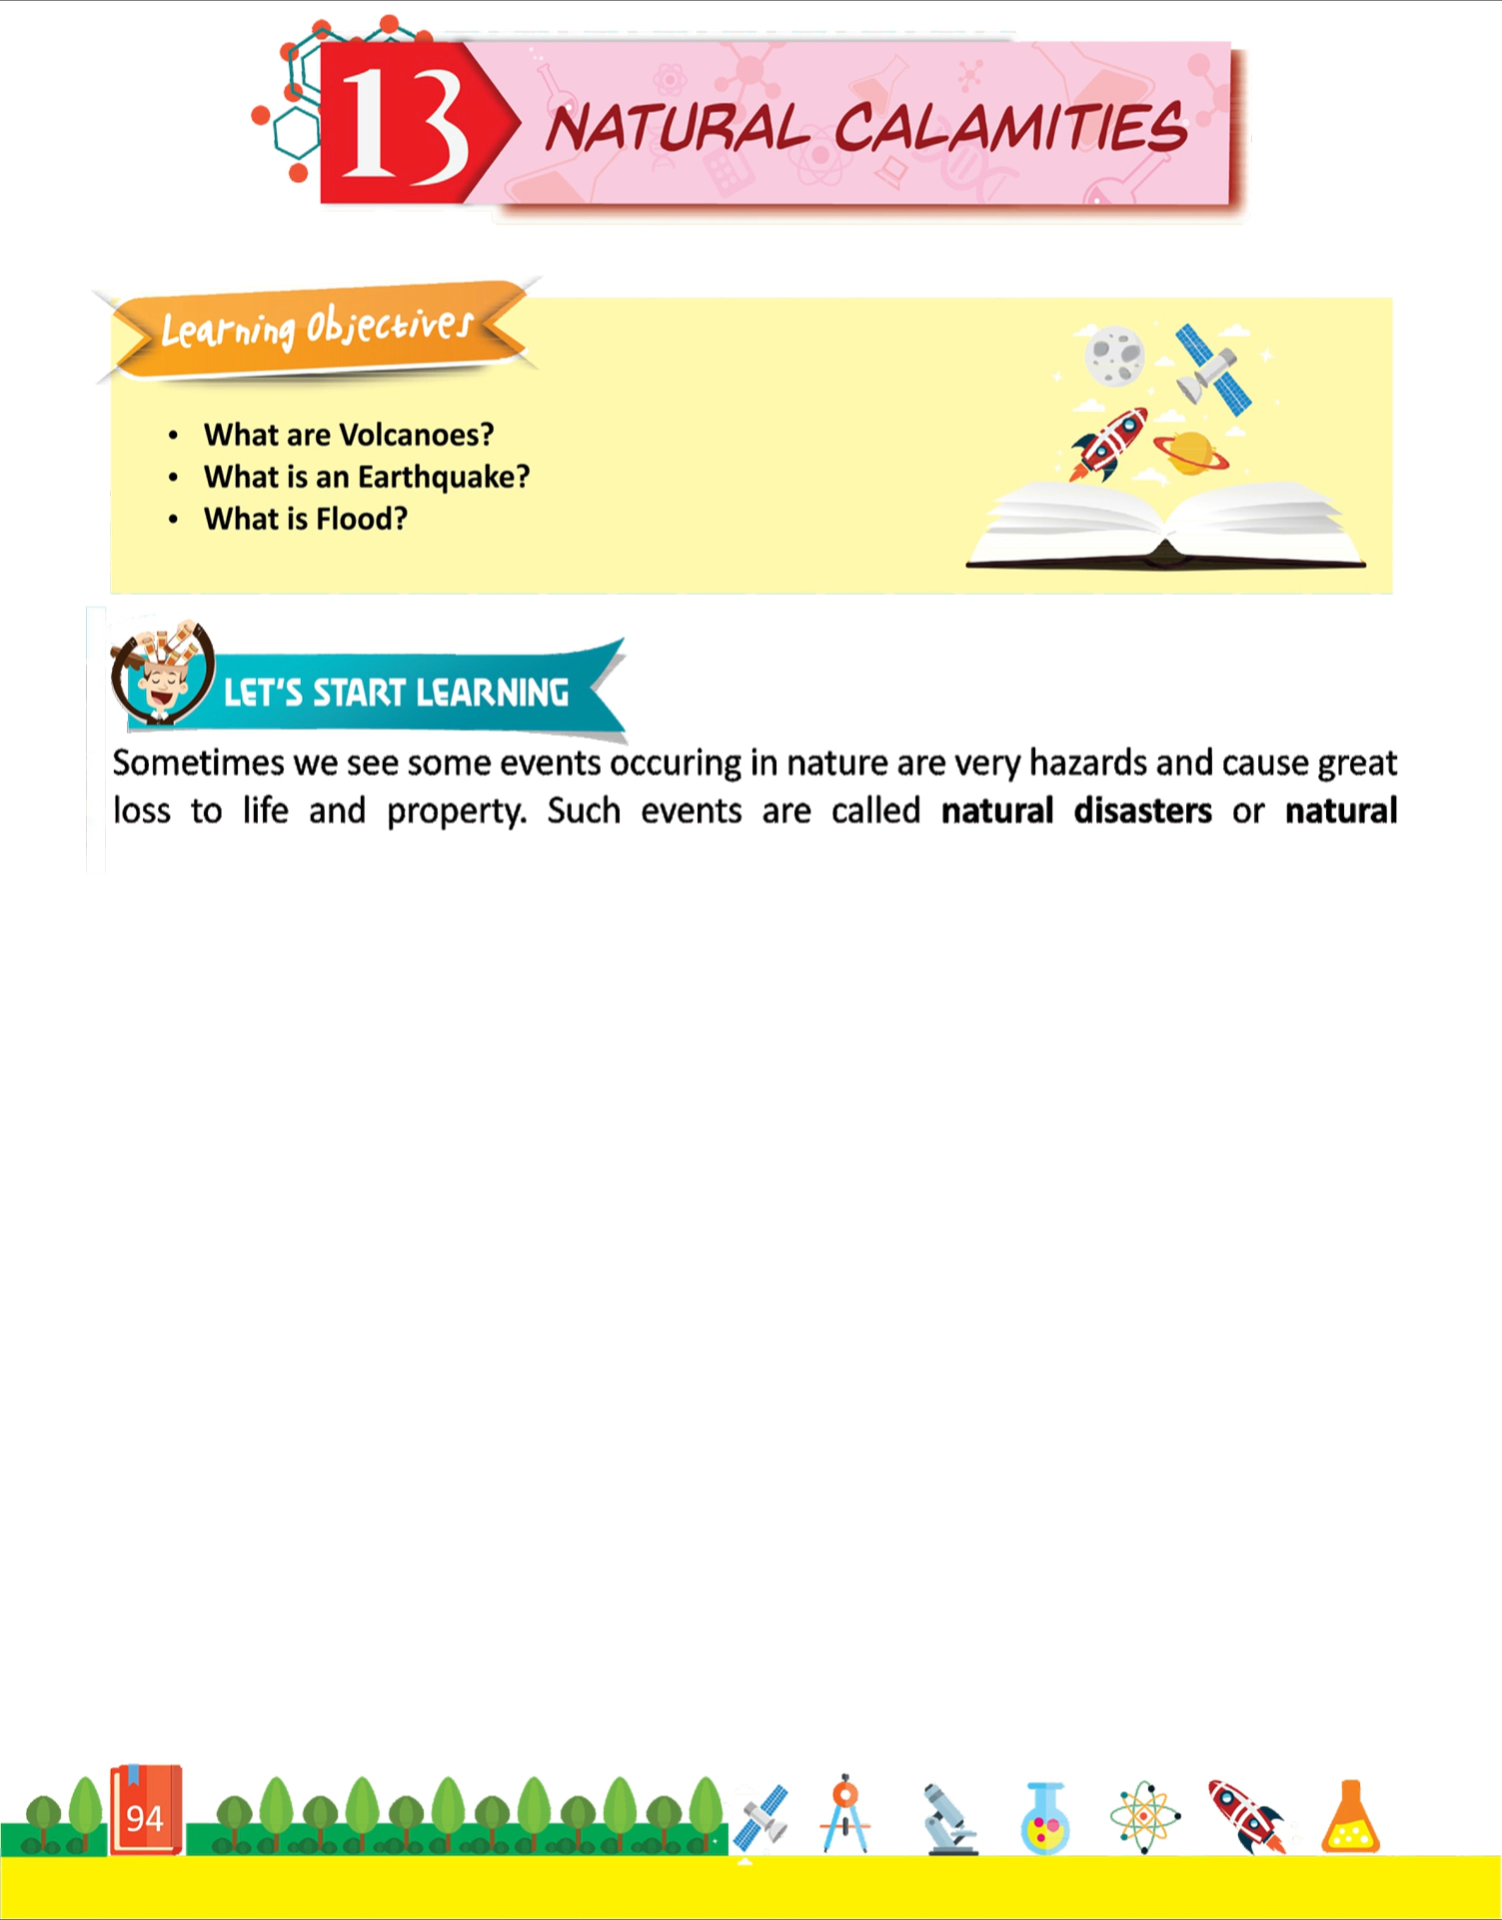 13 NATURAL CALAMITIES
Learning Objectives
• What are Volcanoes?
• What is an Earthquake?
• What is Flood?
LET'S START LEARNING
Sometimes we see some events occuring in nature are very hazards and cause great
loss to life and property. Such events are called natural disasters or natural
94